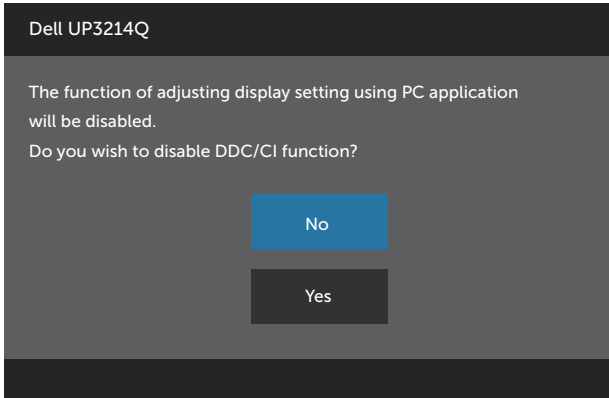 Dell UP3214Q
The function of adjusting display setting using PC application
will be disabled.
Do you wish to disable DDC/CI function?
No
Yes